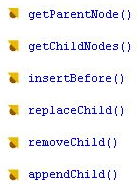 getParentNode()
getChildNodes()
insertBefore()
replaceChild()
removeChild()
appendChild()